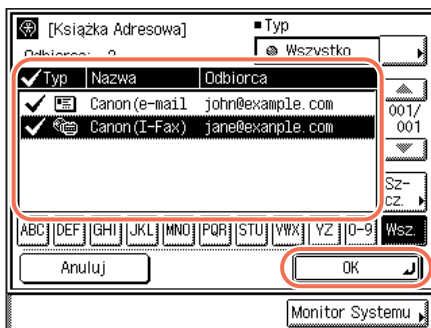 [Książka Adresowa]
■ Typ
Odbiorca: 2
Wszystko
Typ Nazwa Odbiorca
Canon(e-mail john@example.com
Canon(I-Fax) jane@exanple.com
001/
001
Sz-
cz.
ABC DEF GHI JKL MNO PQR STU VWX YZ 0-9 Wsz.
Anuluj OK
Monitor Systemu